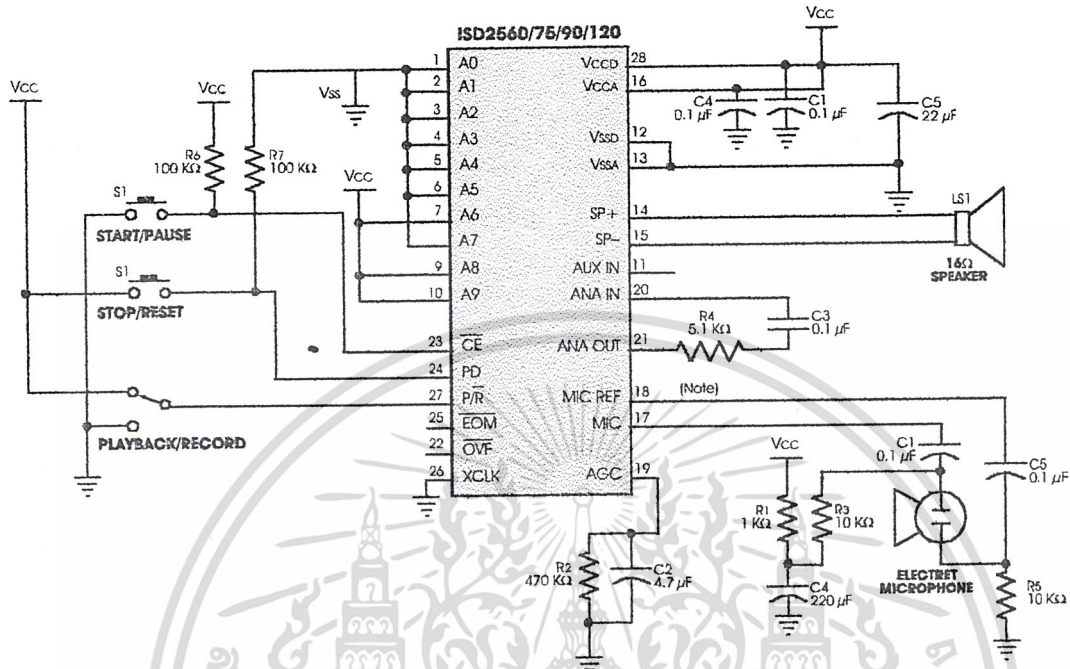 ISD2560/75/90/120
VCC
VCC
VCC
VCC
VCC
VSS
R6
100 KΩ
R7
100 KΩ
S1
START/PAUSE
S1
STOP/RESET
PLAYBACK/RECORD
1 A0
2 A1
3 A2
4 A3
5 A4
6 A5
7 A6
A7
9 A8
10 A9
23 CE
24 PD
27 P/R
25 EOM
22 OVF
26 XCLK
VCCD 28
VCCA 16
VSSD 12
VSSA 13
SP+ 14
SP- 15
AUX IN 11
ANA IN 20
ANA OUT 21
MIC REF 18
MIC 17
AGC 19
C4
0.1 µF
C1
0.1 µF
C5
22 µF
LS1
16Ω
SPEAKER
R4
5.1 KΩ
C3
0.1 µF
(Note)
C1
0.1 µF
C5
0.1 µF
R1
1 KΩ
R3
10 KΩ
C4
220 µF
ELECTRET
MICROPHONE
R5
10 KΩ
R2
470 KΩ
C2
4.7 µF